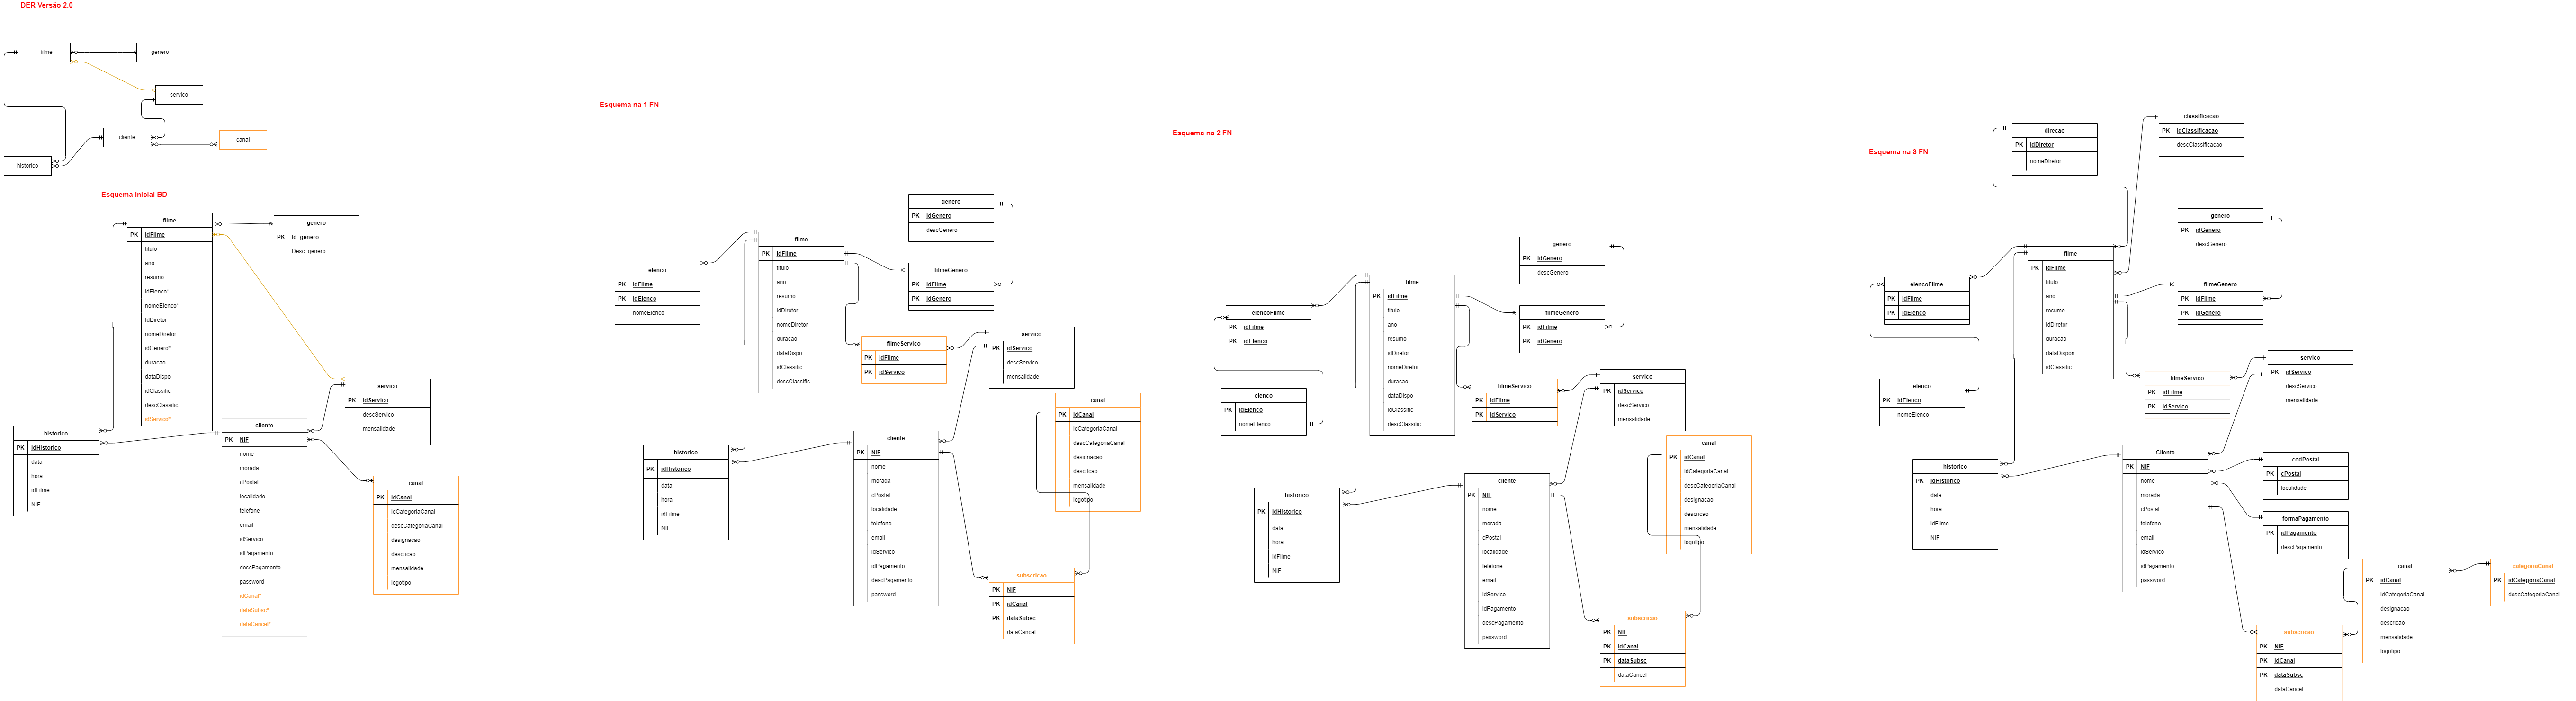 DER Versão 2.0
filme
genero
servico
cliente
canal
historico
Esquema Inicial BD
filme
PK idFilme
titulo
ano
resumo
idElenco*
nomeElenco*
idDiretor
nomeDiretor
idGenero*
duracao
dataDispo
idClassific
descClassific
idServico*
genero
PK id_genero
Desc_genero
servico
PK idServico
descServico
mensalidade
historico
PK idHistorico
data
hora
idFilme
NIF
cliente
PK NIF
nome
morada
cPostal
localidade
telefone
email
idServico
idPagamento
descPagamento
password
idCanal*
dataSubsc*
dataCancel*
canal
PK idCanal
idCategoriaCanal
descCategoriaCanal
designacao
descricao
mensalidade
logotipo
Esquema na 1 FN
genero
PK idGenero
descGenero
filme
PK idFilme
titulo
ano
resumo
idDiretor
nomeDiretor
duracao
dataDispo
idClassific
descClassific
elenco
PK idFilme
PK idElenco
nomeElenco
filmeGenero
PK idFilme
PK idGenero
filmeServico
PK idFilme
PK idServico
servico
PK idServico
descServico
mensalidade
canal
PK idCanal
idCategoriaCanal
descCategoriaCanal
designacao
descricao
mensalidade
logotipo
historico
PK idHistorico
data
hora
idFilme
NIF
cliente
PK NIF
nome
morada
cPostal
localidade
telefone
email
idServico
idPagamento
descPagamento
password
subscricao
PK NIF
PK idCanal
PK dataSubsc
dataCancel
Esquema na 2 FN
genero
PK idGenero
descGenero
filme
PK idFilme
titulo
ano
resumo
idDiretor
nomeDiretor
duracao
dataDispo
idClassific
descClassific
elencoFilme
PK idFilme
PK idElenco
filmeGenero
PK idFilme
PK idGenero
elenco
PK idElenco
nomeElenco
filmeServico
PK idFilme
PK idServico
servico
PK idServico
descServico
mensalidade
canal
PK idCanal
idCategoriaCanal
descCategoriaCanal
designacao
descricao
mensalidade
logotipo
historico
PK idHistorico
data
hora
idFilme
NIF
cliente
PK NIF
nome
morada
cPostal
localidade
telefone
email
idServico
idPagamento
descPagamento
password
subscricao
PK NIF
PK idCanal
PK dataSubsc
dataCancel
Esquema na 3 FN
direcao
PK idDiretor
nomeDiretor
classificacao
PK idClassificacao
descClassificacao
genero
PK idGenero
descGenero
filme
PK idFilme
titulo
ano
resumo
idDiretor
duracao
dataDispon
idClassific
elencoFilme
PK idFilme
PK idElenco
filmeGenero
PK idFilme
PK idGenero
elenco
PK idElenco
nomeElenco
filmeServico
PK idFilme
PK idServico
servico
PK idServico
descServico
mensalidade
historico
PK idHistorico
data
hora
idFilme
NIF
Cliente
PK NIF
nome
morada
cPostal
telefone
email
idServico
idPagamento
password
codPostal
PK cPostal
localidade
formaPagamento
PK idPagamento
descPagamento
canal
PK idCanal
idCategoriaCanal
designacao
descricao
mensalidade
logotipo
categoriaCanal
PK idCategoriaCanal
descCategoriaCanal
subscricao
PK NIF
PK idCanal
PK dataSubsc
dataCancel